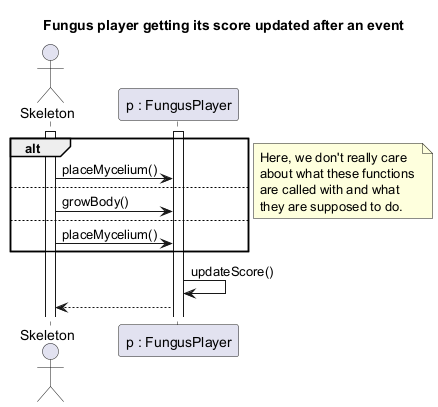 Fungus player getting its score updated after an event
Skeleton
p : FungusPlayer
alt
placeMycelium()
growBody()
placeMycelium()
Here, we don't really care
about what these functions
are called with and what
they are supposed to do.
updateScore()
Skeleton
p : FungusPlayer